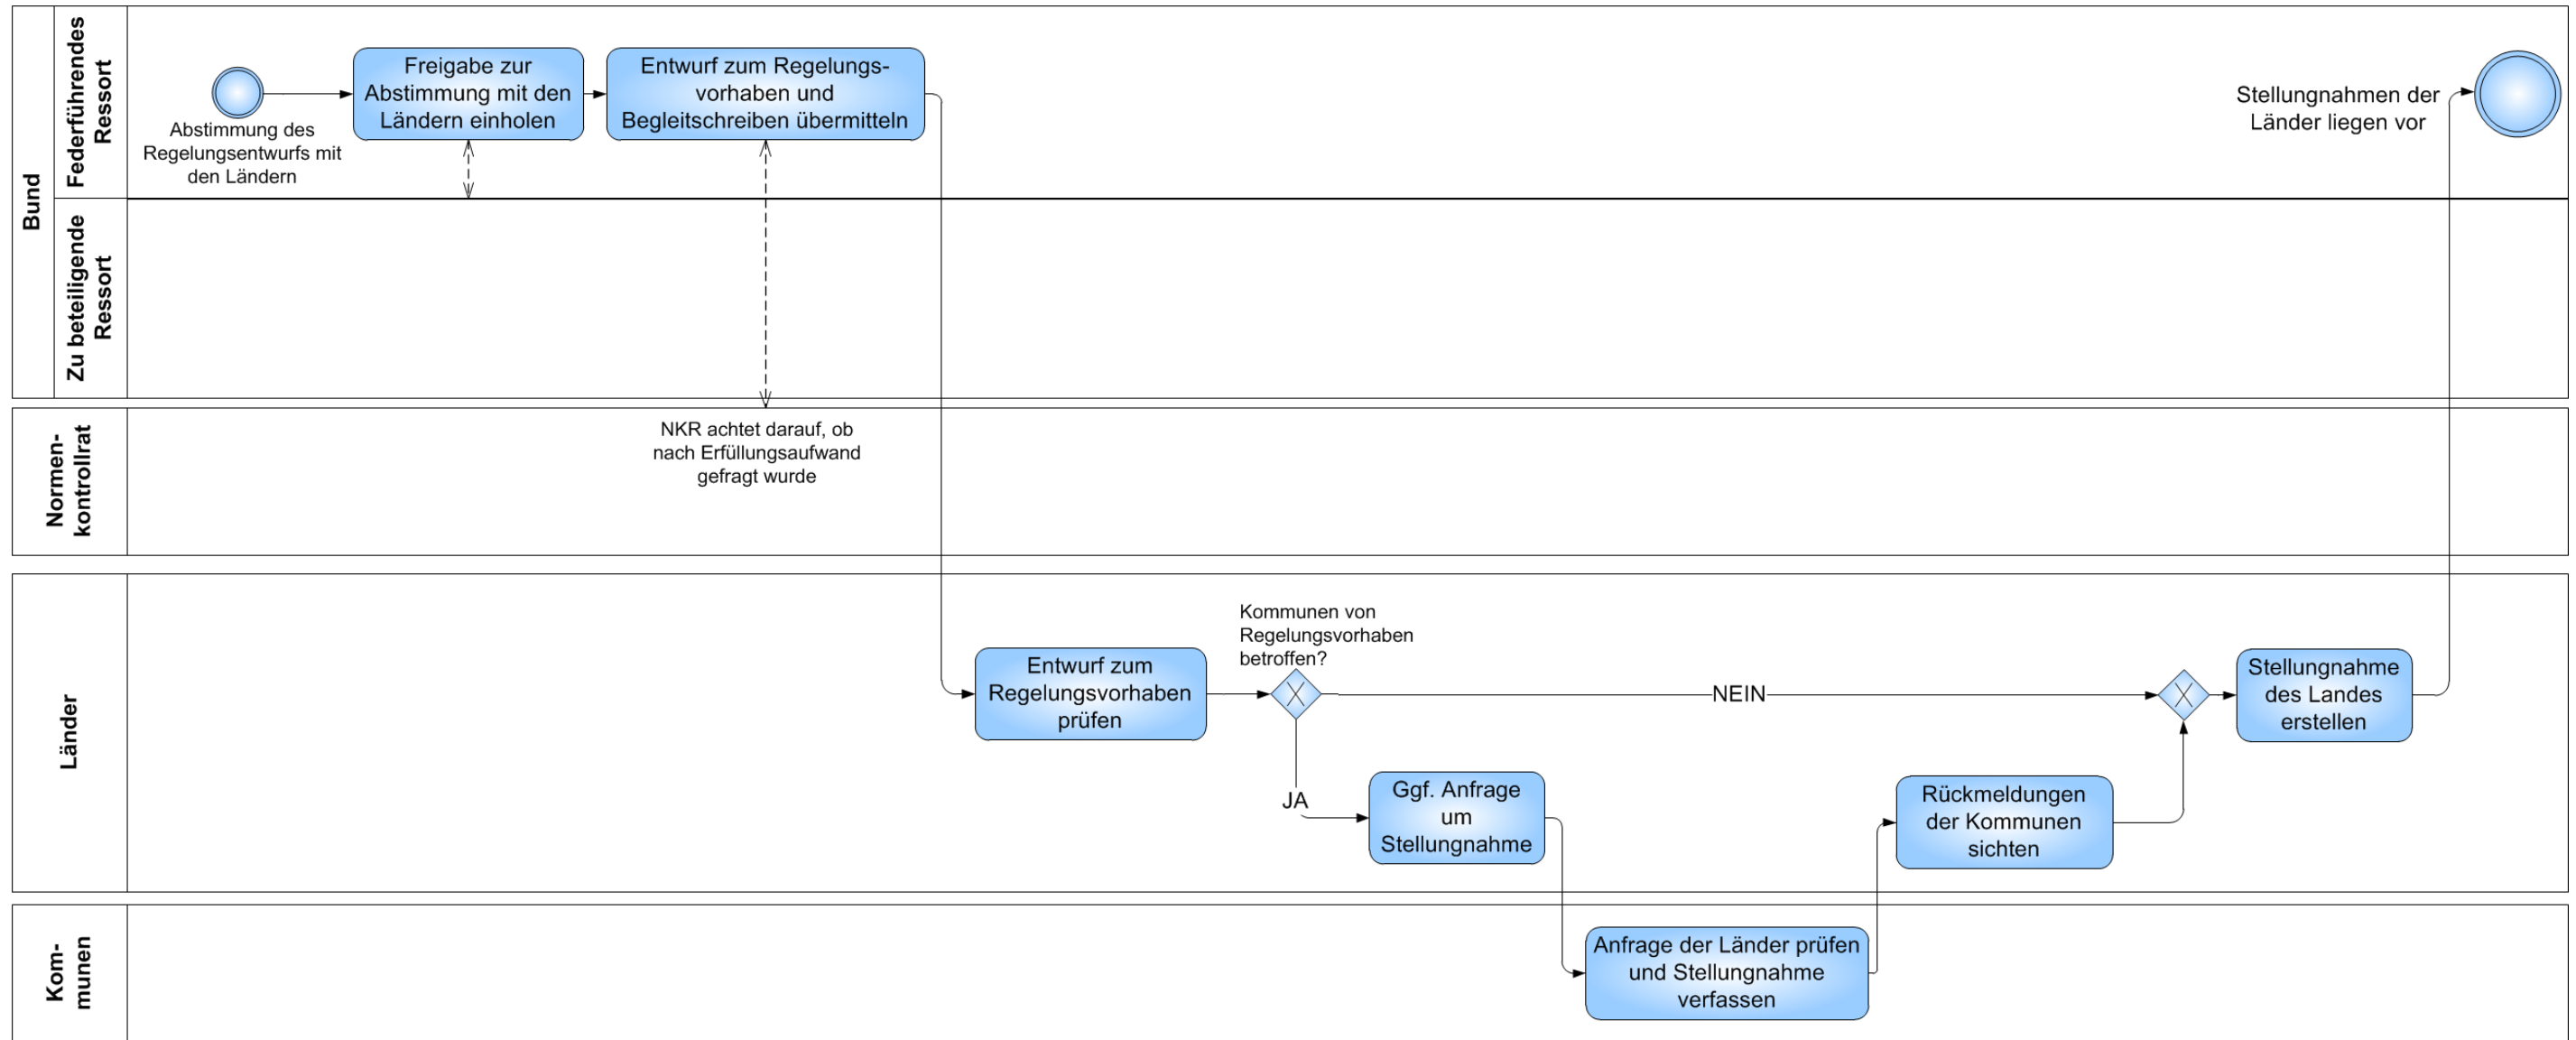 Bund
Federführendes
Ressort
Abstimmung des
Regelungsentwurfs mit
den Ländern
Freigabe zur
Abstimmung mit den
Ländern einholen
Entwurf zum Regelungs-
vorhaben und
Begleitschreiben übermitteln
Stellungnahmen der
Länder liegen vor
Zu beteiligende
Ressort
Normen-
kontrollrat
NKR achtet darauf, ob
nach Erfüllungsaufwand
gefragt wurde
Länder
Entwurf zum
Regelungsvorhaben
prüfen
Kommunen von
Regelungsvorhaben
betroffen?
NEIN
JA
Ggf. Anfrage
um
Stellungnahme
Rückmeldungen
der Kommunen
sichten
Stellungnahme
des Landes
erstellen
Kom-
munen
Anfrage der Länder prüfen
und Stellungnahme
verfassen